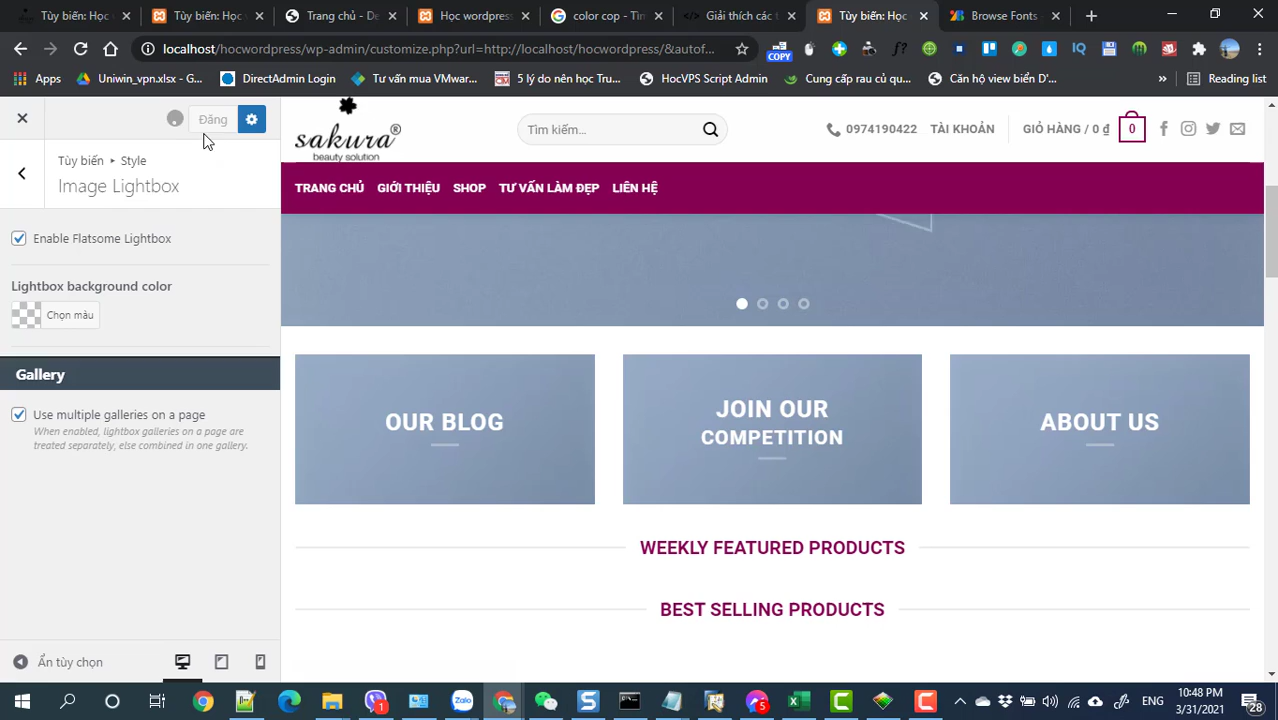 Tùy biến: Học
Tùy biến: Học
Trang chủ - De
Học wordpress
color cop - Tìm
Giải thích các t
Tùy biến: Học
Browse Fonts -
localhost/hocwordpress/wp-admin/customize.php?url=http://localhost/hocwordpress/&autof...
COPY
IQ
Apps
Uniwin_vpn.xlsx - G...
DirectAdmin Login
Tư vấn mua VMwar...
5 lý do nên học Tru...
HocVPS Script Admin
Cung cấp rau củ qu...
Căn hộ view biển D'...
Reading list
Đăng
Tùy biến ▸ Style
Image Lightbox
Enable Flatsome Lightbox
Lightbox background color
Chọn màu
Gallery
Use multiple galleries on a page
When enabled, lightbox galleries on a page are
treated separately, else combined in one gallery.
Ẩn tùy chọn
sakura®
beauty solution
Tìm kiếm...
0974190422
TÀI KHOẢN
GIỎ HÀNG / 0 ₫
0
TRANG CHỦ
GIỚI THIỆU
SHOP
TƯ VẤN LÀM ĐẸP
LIÊN HỆ
OUR BLOG
JOIN OUR
COMPETITION
ABOUT US
WEEKLY FEATURED PRODUCTS
BEST SELLING PRODUCTS
1
Zalo
5
ENG
10:48 PM
3/31/2021
28